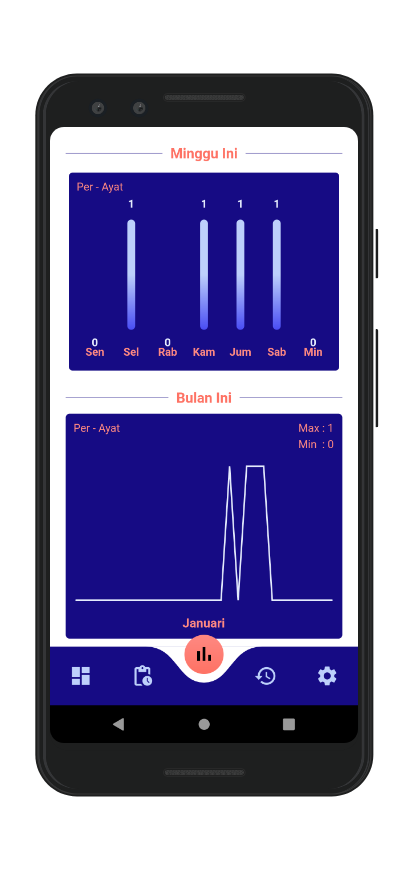 Minggu Ini
Per - Ayat
1 1 1 1
0 0 0
Sen Sel Rab Kam Jum Sab Min
Bulan Ini
Per - Ayat Max : 1
Min : 0
Januari